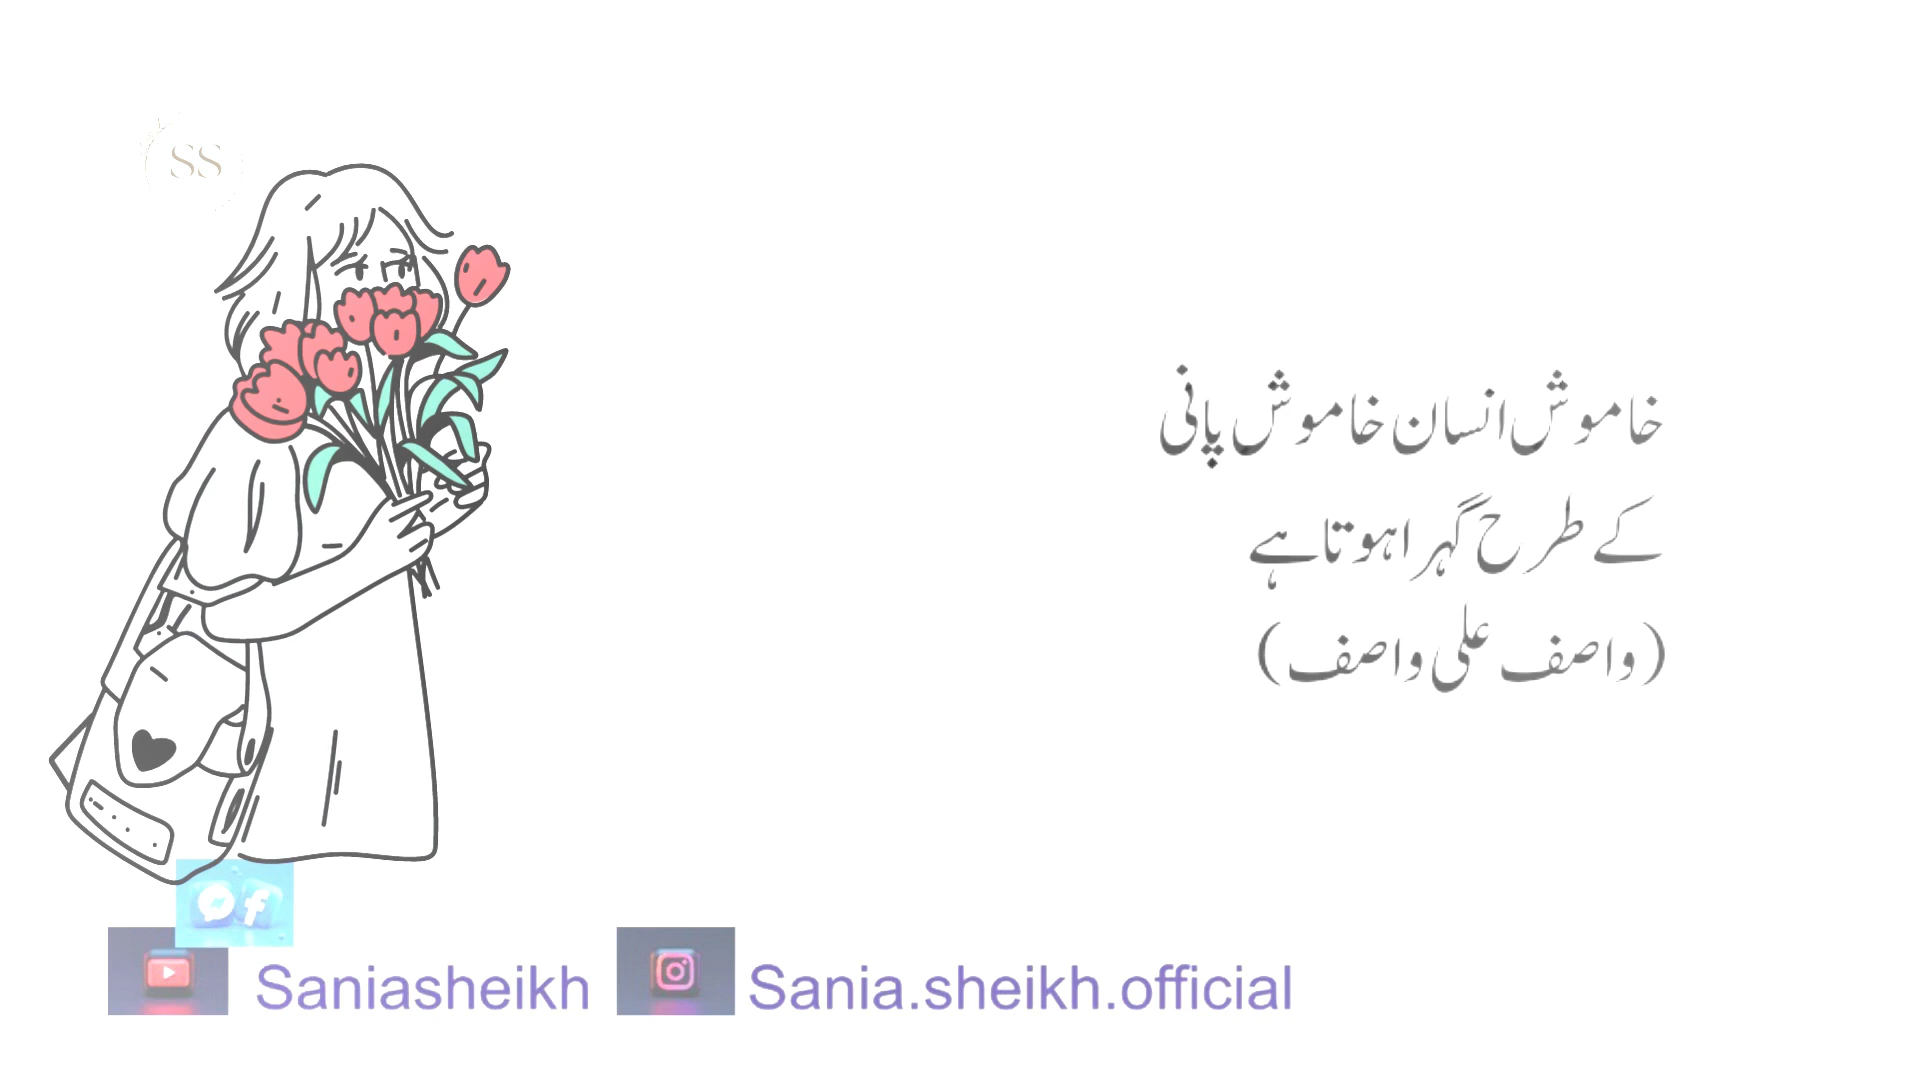 SS
خاموش انسان خاموش پانی
کے طرح گہرا ہوتا ہے
(واصف علی واصف)
Saniasheikh
Sania.sheikh.official